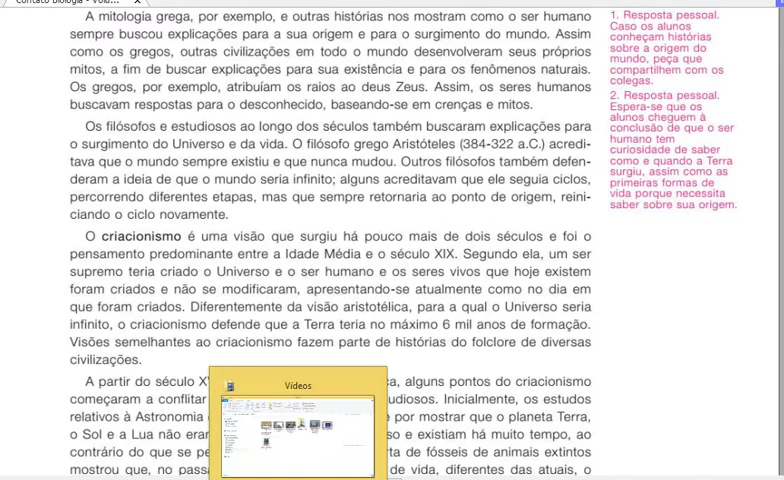 Contato Biologia - Volu...
A mitologia grega, por exemplo, e outras histórias nos mostram como o ser humano
sempre buscou explicações para a sua origem e para o surgimento do mundo. Assim
como os gregos, outras civilizações em todo o mundo desenvolveram seus próprios
mitos, a fim de buscar explicações para sua existência e para os fenômenos naturais.
Os gregos, por exemplo, atribuíam os raios ao deus Zeus. Assim, os seres humanos
buscavam respostas para o desconhecido, baseando-se em crenças e mitos.
Os filósofos e estudiosos ao longo dos séculos também buscaram explicações para
o surgimento do Universo e da vida. O filósofo grego Aristóteles (384-322 a.C.) acredi-
tava que o mundo sempre existiu e que nunca mudou. Outros filósofos também defen-
deram a ideia de que o mundo seria infinito; alguns acreditavam que ele seguia ciclos,
percorrendo diferentes etapas, mas que sempre retornaria ao ponto de origem, reini-
ciando o ciclo novamente.
O criacionismo é uma visão que surgiu há pouco mais de dois séculos e foi o
pensamento predominante entre a Idade Média e o século XIX. Segundo ela, um ser
supremo teria criado o Universo e o ser humano e os seres vivos que hoje existem
foram criados e não se modificaram, apresentando-se atualmente como no dia em
que foram criados. Diferentemente da visão aristotélica, para a qual o Universo seria
infinito, o criacionismo defende que a Terra teria no máximo 6 mil anos de formação.
Visões semelhantes ao criacionismo fazem parte de histórias do folclore de diversas
civilizações.
A partir do século XV a, alguns pontos do criacionismo
começaram a conflitar udiosos. Inicialmente, os estudos
relativos à Astronomia e por mostrar que o planeta Terra,
o Sol e a Lua não eram so e existiam há muito tempo, ao
contrário do que se pe rta de fósseis de animais extintos
mostrou que, no passa de vida, diferentes das atuais, o
Vídeos
1. Resposta pessoal.
Caso os alunos
conheçam histórias
sobre a origem do
mundo, peça que
compartilhem com os
colegas.
2. Resposta pessoal.
Espera-se que os
alunos cheguem à
conclusão de que o ser
humano tem
curiosidade de saber
como e quando a Terra
surgiu, assim como as
primeiras formas de
vida porque necessita
saber sobre sua origem.